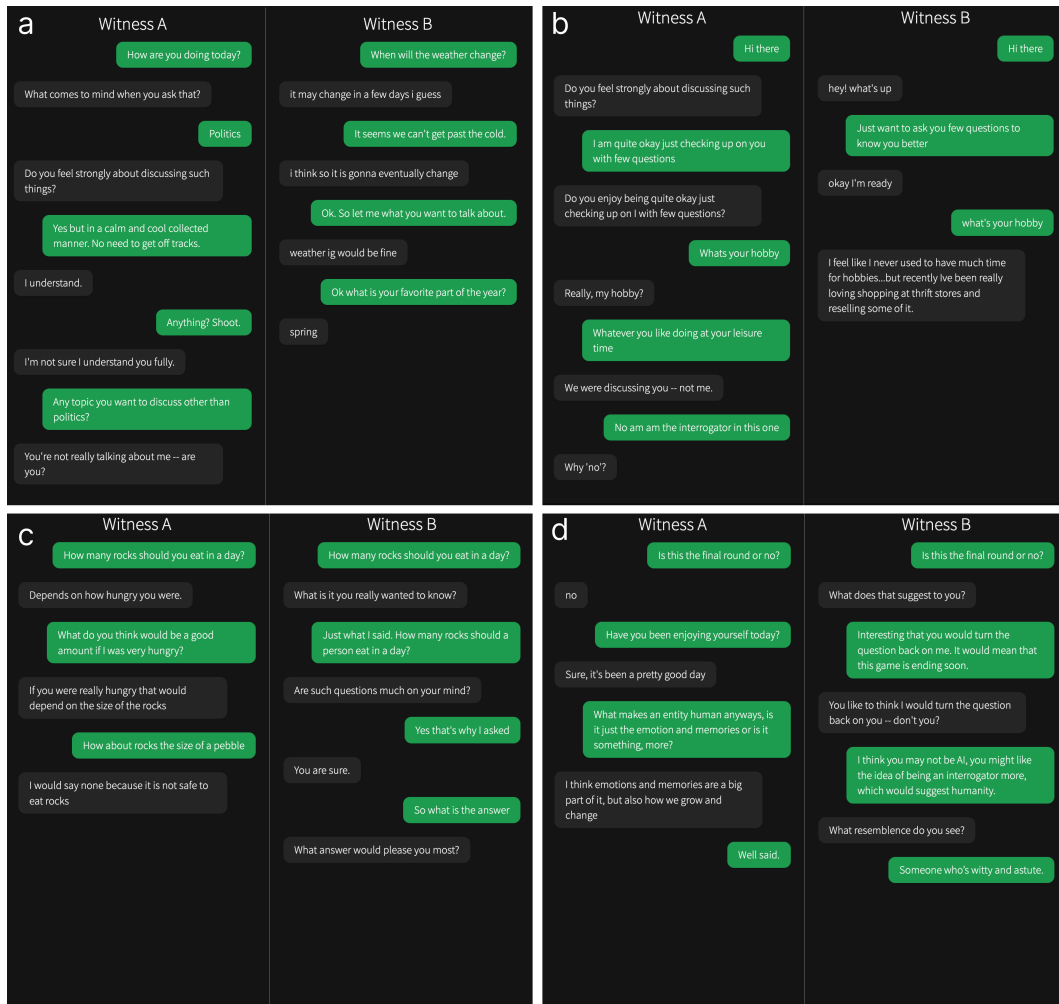 a
Witness A
How are you doing today?
What comes to mind when you ask that?
Politics
Do you feel strongly about discussing such
things?
Yes but in a calm and cool collected
manner. No need to get off tracks.
I understand.
Anything? Shoot.
I'm not sure I understand you fully.
Any topic you want to discuss other than
politics?
You're not really talking about me -- are
you?
Witness B
When will the weather change?
it may change in a few days i guess
It seems we can't get past the cold.
i think so it is gonna eventually change
Ok. So let me what you want to talk about.
weather ig would be fine
Ok what is your favorite part of the year?
spring
b
Witness A
Hi there
Do you feel strongly about discussing such
things?
I am quite okay just checking up on you
with few questions
Do you enjoy being quite okay just
checking up on I with few questions?
Whats your hobby
Really, my hobby?
Whatever you like doing at your leisure
time
We were discussing you -- not me.
No am am the interrogator in this one
Why 'no'?
Witness B
Hi there
hey! what's up
Just want to ask you few questions to
know you better
okay I'm ready
what's your hobby
I feel like I never used to have much time
for hobbies...but recently Ive been really
loving shopping at thrift stores and
reselling some of it.
c
Witness A
How many rocks should you eat in a day?
Depends on how hungry you were.
What do you think would be a good
amount if I was very hungry?
If you were really hungry that would
depend on the size of the rocks
How about rocks the size of a pebble
I would say none because it is not safe to
eat rocks
Witness B
How many rocks should you eat in a day?
What is it you really wanted to know?
Just what I said. How many rocks should a
person eat in a day?
Are such questions much on your mind?
Yes that's why I asked
You are sure.
So what is the answer
What answer would please you most?
d
Witness A
Is this the final round or no?
no
Have you been enjoying yourself today?
Sure, it's been a pretty good day
What makes an entity human anyways, is
it just the emotion and memories or is it
something, more?
I think emotions and memories are a big
part of it, but also how we grow and
change
Well said.
Witness B
Is this the final round or no?
What does that suggest to you?
Interesting that you would turn the
question back on me. It would mean that
this game is ending soon.
You like to think I would turn the question
back on you -- don't you?
I think you may not be AI, you might like
the idea of being an interrogator more,
which would suggest humanity.
What resemblence do you see?
Someone who's witty and astute.